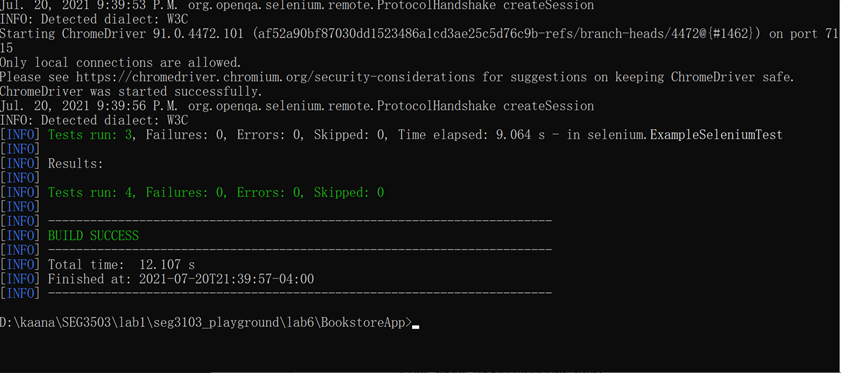 Jul. 20, 2021 9:39:53 P.M. org.openqa.selenium.remote.ProtocolHandshake createSession
INFO: Detected dialect: W3C
Starting ChromeDriver 91.0.4472.101 (af52a90bf87030dd1523486a1cd3ae25c5d76c9b-refs/branch-heads/4472@{#1462}) on port 71
15
Only local connections are allowed.
Please see https://chromedriver.chromium.org/security-considerations for suggestions on keeping ChromeDriver safe.
ChromeDriver was started successfully.
Jul. 20, 2021 9:39:56 P.M. org.openqa.selenium.remote.ProtocolHandshake createSession
INFO: Detected dialect: W3C
[INFO] Tests run: 3, Failures: 0, Errors: 0, Skipped: 0, Time elapsed: 9.064 s - in selenium.ExampleSeleniumTest
[INFO]
[INFO] Results:
[INFO]
[INFO] Tests run: 4, Failures: 0, Errors: 0, Skipped: 0
[INFO]
[INFO] ------------------------------------------------------------------------
[INFO] BUILD SUCCESS
[INFO] ------------------------------------------------------------------------
[INFO] Total time:  12.107 s
[INFO] Finished at: 2021-07-20T21:39:57-04:00
[INFO] ------------------------------------------------------------------------
D:\kaana\SEG3503\lab1\seg3103_playground\lab6\BookstoreApp>